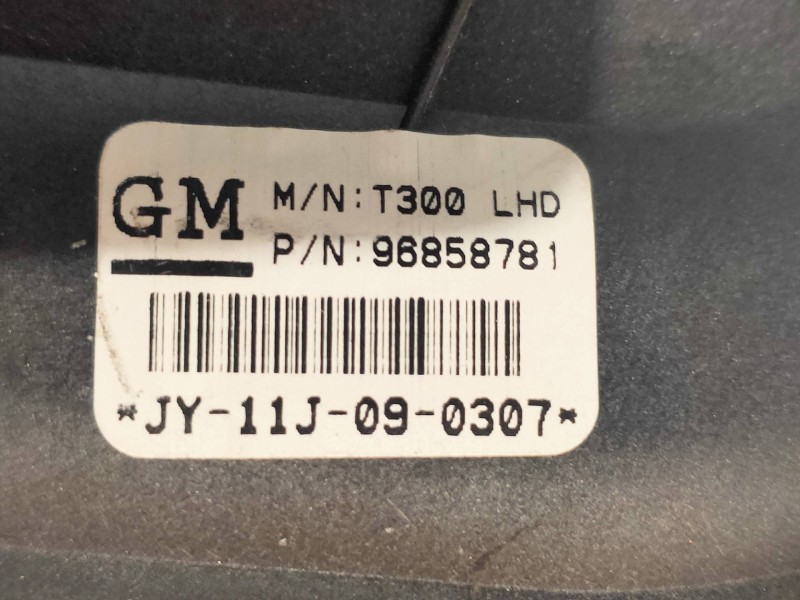 GM
M/N:T300 LHD
P/N:96858781
*JY-11J-09-0307*